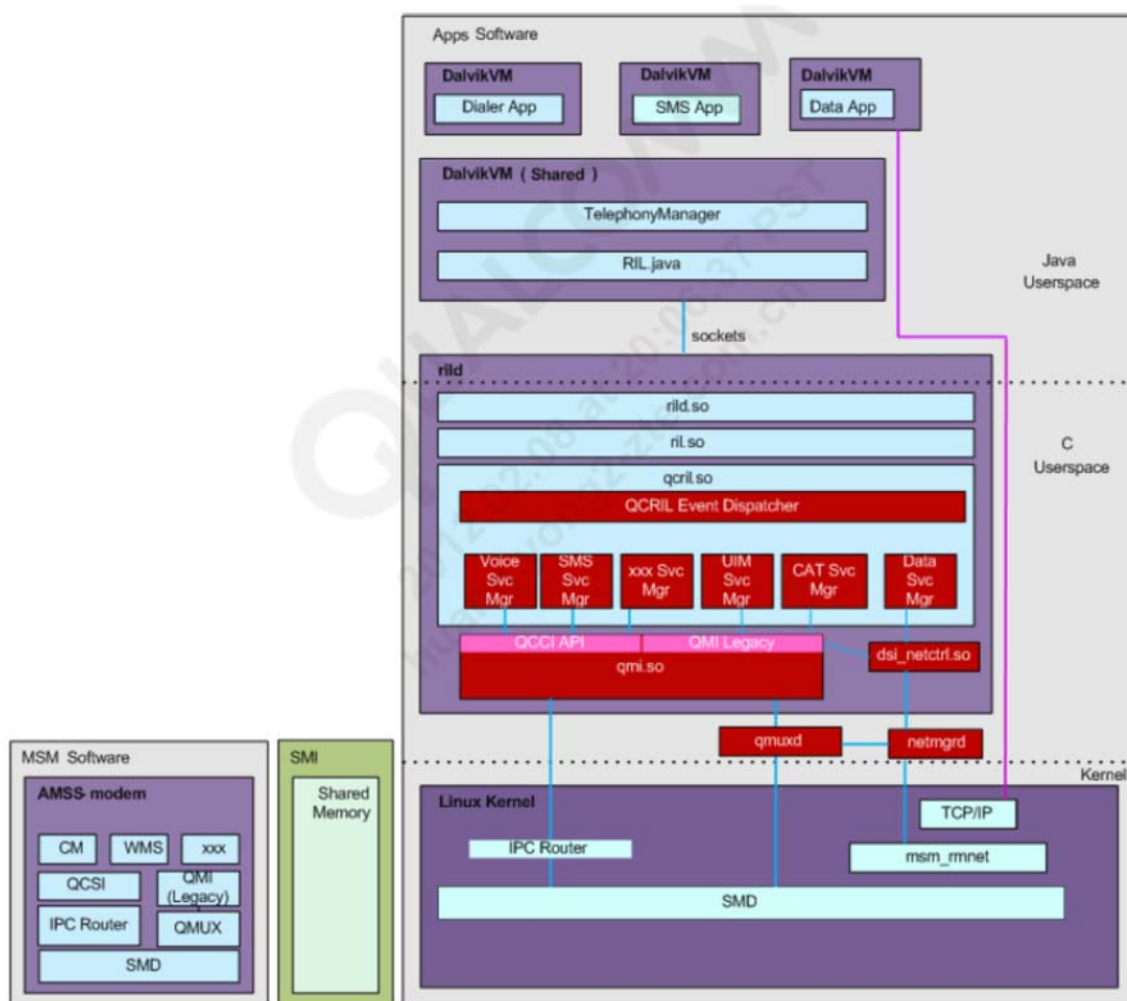 Apps Software
DalvikVM
Dialer App
DalvikVM
SMS App
DalvikVM
Data App
DalvikVM ( Shared )
TelephonyManager
RIL.java
Java
Userspace
sockets
rild
rild.so
ril.so
C
Userspace
qcril.so
QCRIL Event Dispatcher
Voice
Svc
Mgr
SMS
Svc
Mgr
xxx Svc
Mgr
UIM
Svc
Mgr
CAT Svc
Mgr
Data
Svc
Mgr
QCCI API
QMI Legacy
qmi.so
dsi_netctrl.so
qmuxd
netmgrd
Kernel
Linux Kernel
TCP/IP
IPC Router
msm_rmnet
SMD
MSM Software
AMSS-modem
CM
WMS
xxx
QCSI
QMI
(Legacy)
IPC Router
QMUX
SMD
SMI
Shared
Memory
QUALCOMM